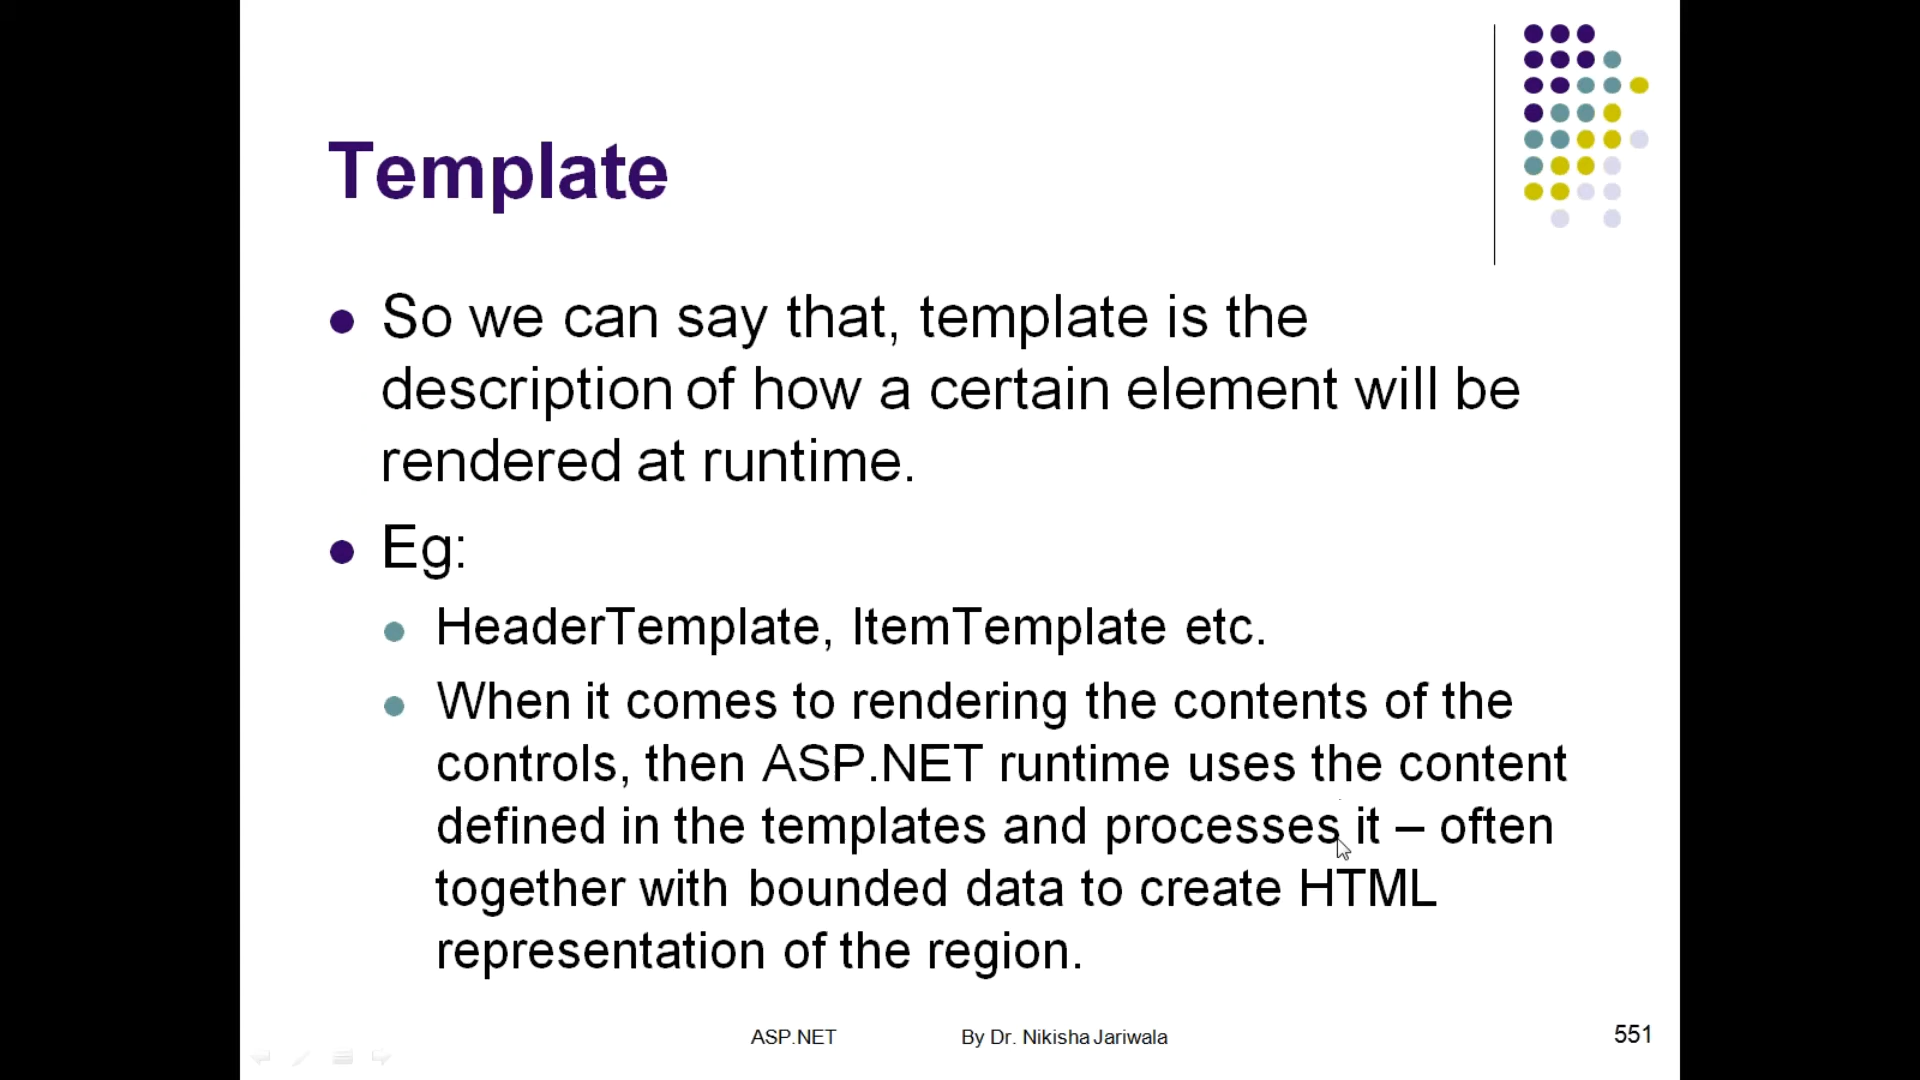 Template
So we can say that, template is the
description of how a certain element will be
rendered at runtime.
Eg:
HeaderTemplate, ItemTemplate etc.
When it comes to rendering the contents of the
controls, then ASP.NET runtime uses the content
defined in the templates and processes it – often
together with bounded data to create HTML
representation of the region.
ASP.NET By Dr. Nikisha Jariwala 551